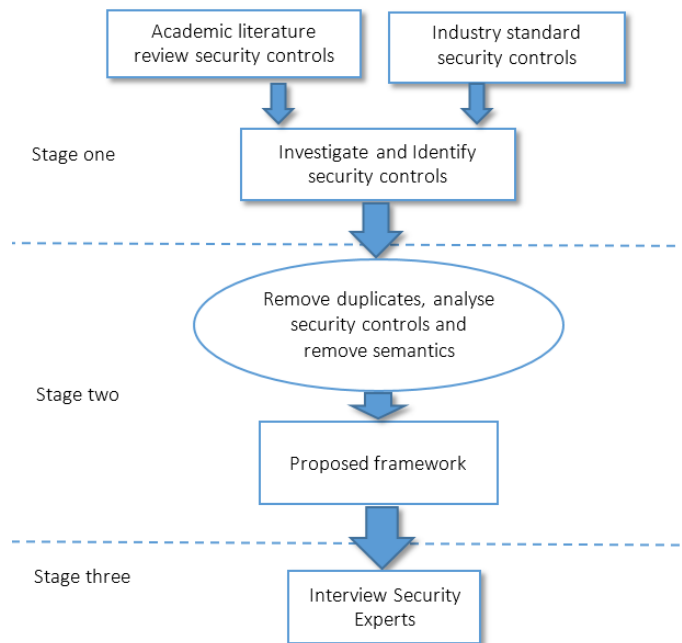 Academic literature
review security controls
Industry standard
security controls
Stage one
Investigate and Identify
security controls
Remove duplicates, analyse
security controls and
remove semantics
Stage two
Proposed framework
Stage three
Interview Security
Experts